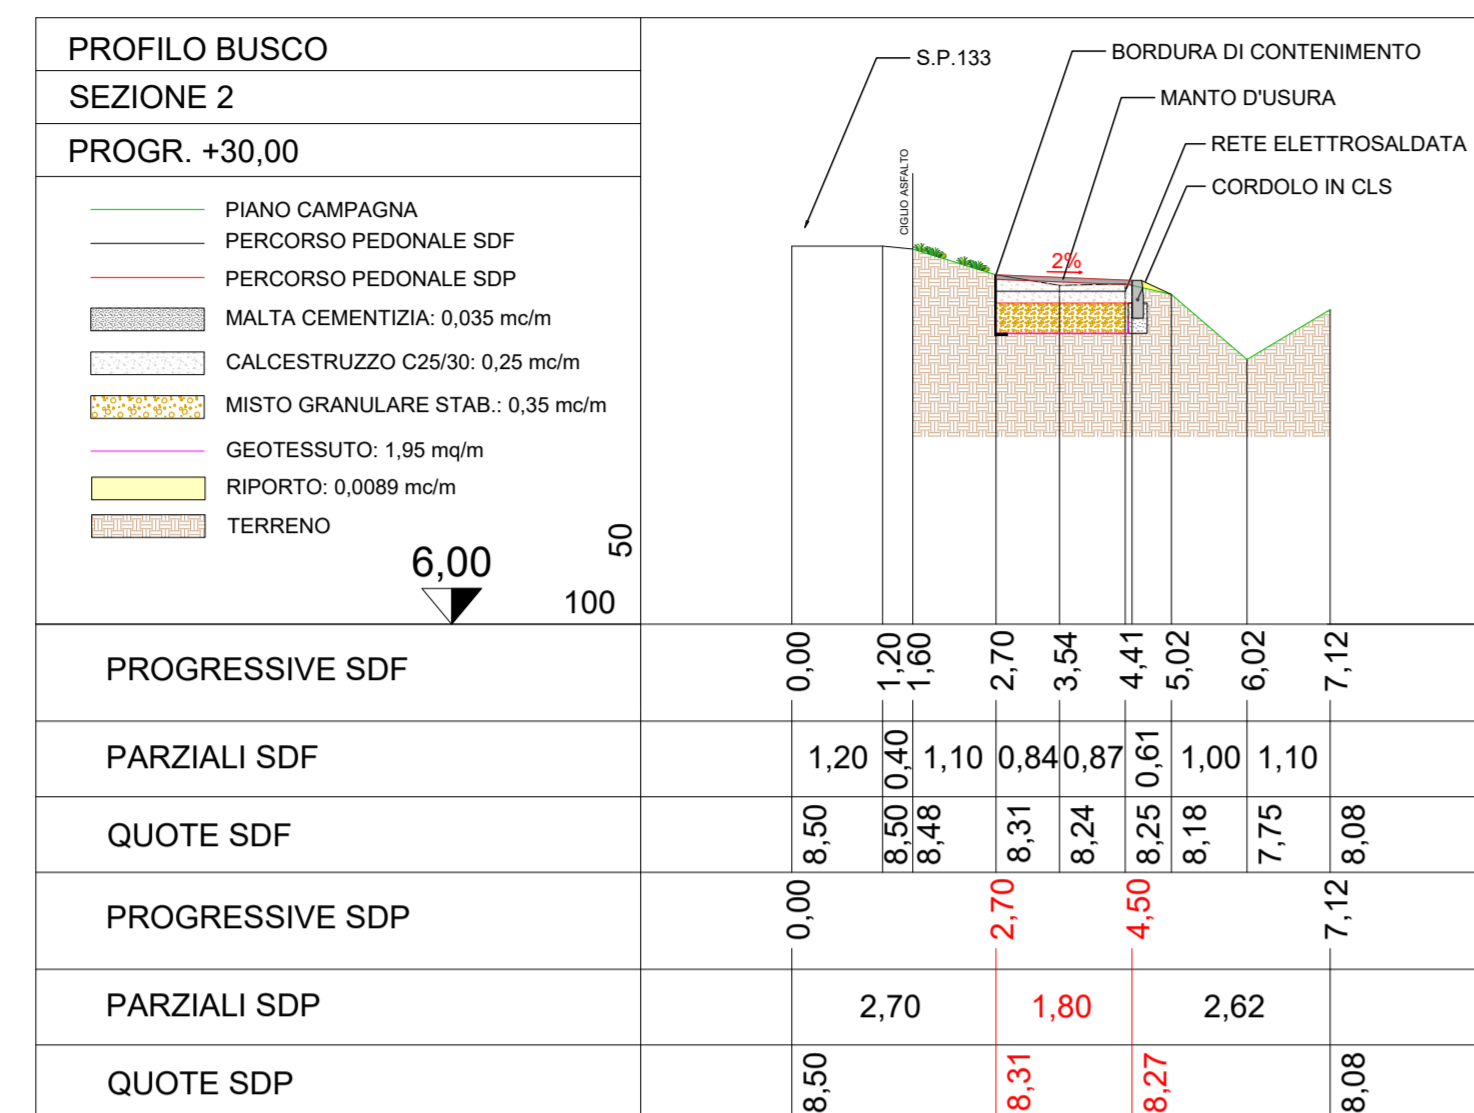 PROFILO BUSCO
SEZIONE 2
PROGR. +30,00
PIANO CAMPAGNA
PERCORSO PEDONALE SDF
PERCORSO PEDONALE SDP
MALTA CEMENTIZIA: 0,035 mc/m
CALCESTRUZZO C25/30: 0,25 mc/m
MISTO GRANULARE STAB.: 0,35 mc/m
GEOTESSUTO: 1,95 mq/m
RIPORTO: 0,0089 mc/m
TERRENO
6,00
50
100
S.P.133
BORDURA DI CONTENIMENTO
MANTO D'USURA
RETE ELETTROSALDATA
CORDOLO IN CLS
CIGLIO ASFALTO
2%
PROGRESSIVE SDF 0,00 1,20 1,60 2,70 3,54 4,41 5,02 6,02 7,12
PARZIALI SDF 1,20 0,40 1,10 0,84 0,87 0,61 1,00 1,10
QUOTE SDF 8,50 8,50 8,48 8,31 8,24 8,25 8,18 7,75 8,08
PROGRESSIVE SDP 0,00 2,70 4,50 7,12
PARZIALI SDP 2,70 1,80 2,62
QUOTE SDP 8,50 8,31 8,27 8,08